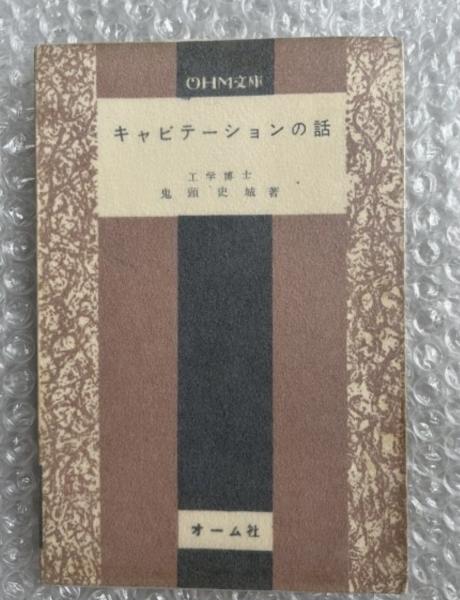 OHM文庫
キャビテーションの話
工学博士
鬼頭史城著
オーム社